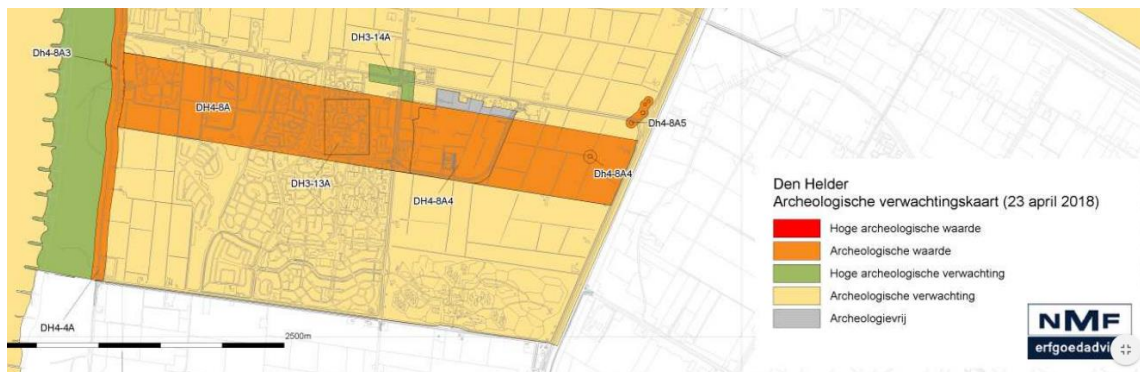 DH3-14A
Dh4-8A3
DH4-8A
Dh4-8A5
Dh4-8A4
DH3-13A
DH4-8A4
DH4-4A
2500m
Den Helder
Archeologische verwachtingskaart (23 april 2018)
Hoge archeologische waarde
Archeologische waarde
Hoge archeologische verwachting
Archeologische verwachting
Archeologievrij
NMF
erfgoedadvi